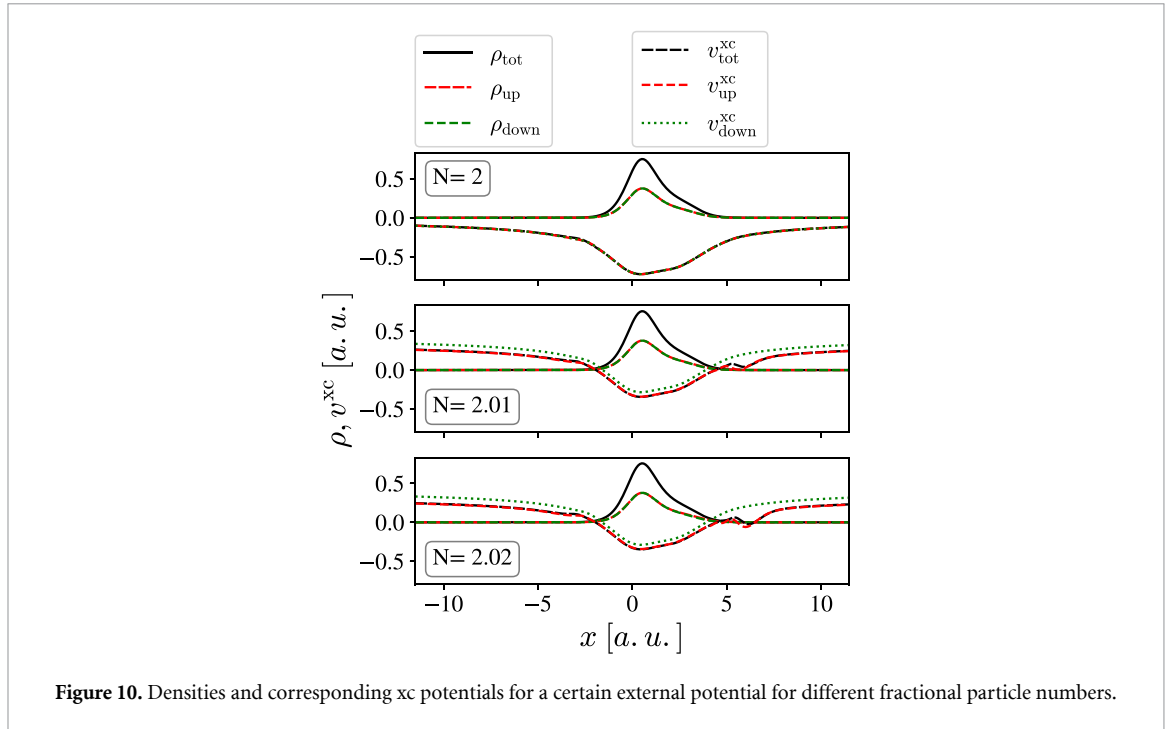 ρ_tot
ρ_up
ρ_down
v^xc_tot
v^xc_up
v^xc_down
0.5
0.0
−0.5
N= 2
0.5
0.0
−0.5
N= 2.01
0.5
0.0
−0.5
N= 2.02
ρ, v^xc [a. u.]
−10 −5 0 5 10
x [a. u.]
Figure 10. Densities and corresponding xc potentials for a certain external potential for different fractional particle numbers.